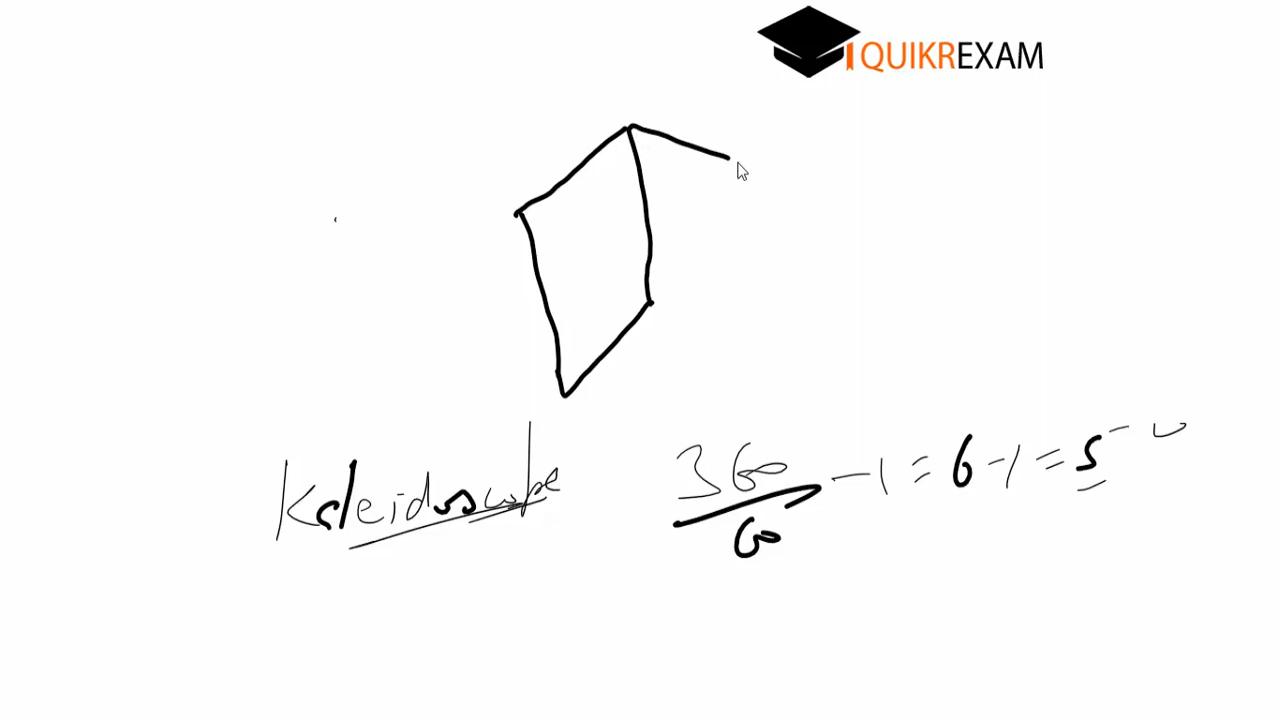 QUIKREXAM
Kaleidoscope
360/60 - 1 = 6 - 1 = 5